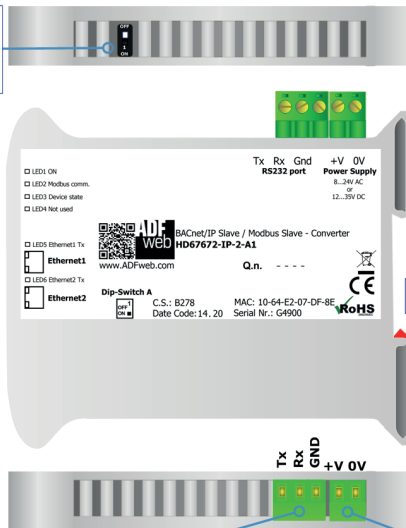 OFF
1
ON
Tx Rx Gnd +V 0V
RS232 port Power Supply
8...24V AC
or
12...35V DC
LED1 ON
LED2 Modbus comm.
LED3 Device state
LED4 Not used
ADF
web
BACnet/IP Slave / Modbus Slave - Converter
HD67672-IP-2-A1
www.ADFweb.com
Q.n. - - - -
LED5 Ethernet1 Tx
Ethernet1
LED6 Ethernet2 Tx
Ethernet2
Dip-Switch A
OFF 1
ON
C.S.: B278
Date Code:14.20
MAC: 10-64-E2-07-DF-8E
Serial Nr.: G4900
CE
RoHS
Tx
Rx
GND
+V 0V